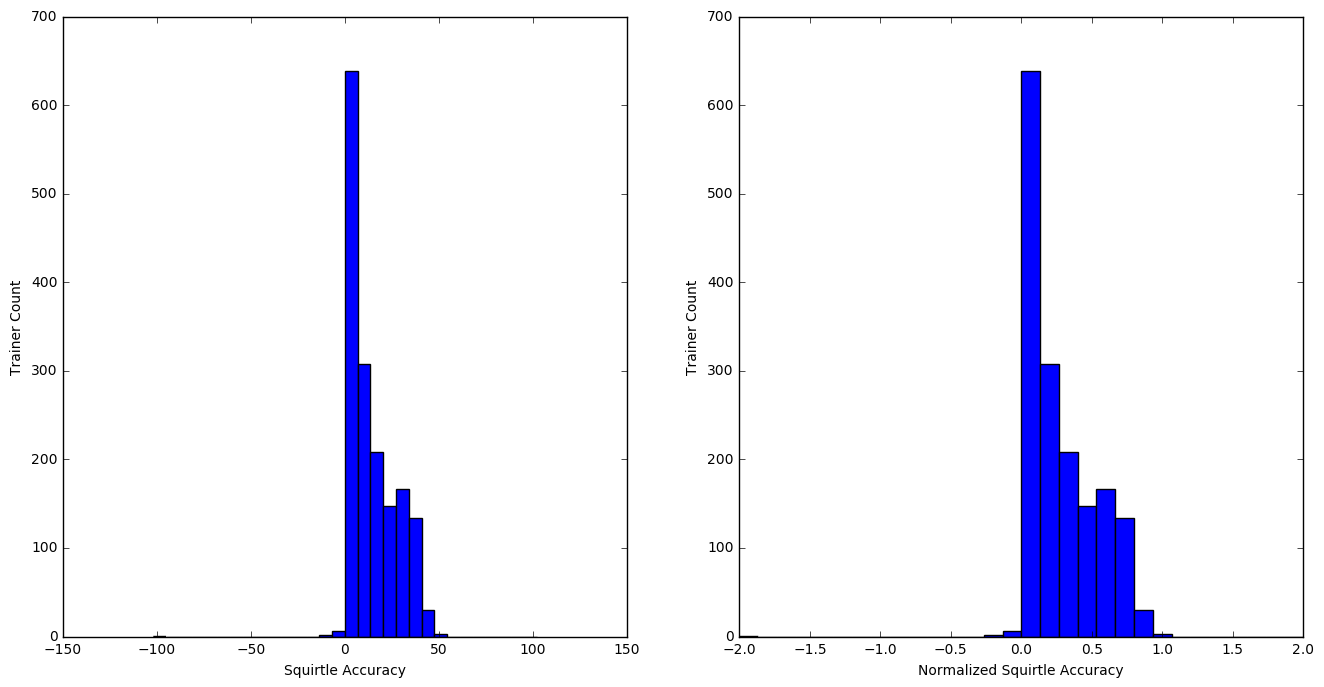 700
600
500
400
300
200
100
0
−150 −100 −50 0 50 100 150
Squirtle Accuracy
Trainer Count
700
600
500
400
300
200
100
0
−2.0 −1.5 −1.0 −0.5 0.0 0.5 1.0 1.5 2.0
Normalized Squirtle Accuracy
Trainer Count